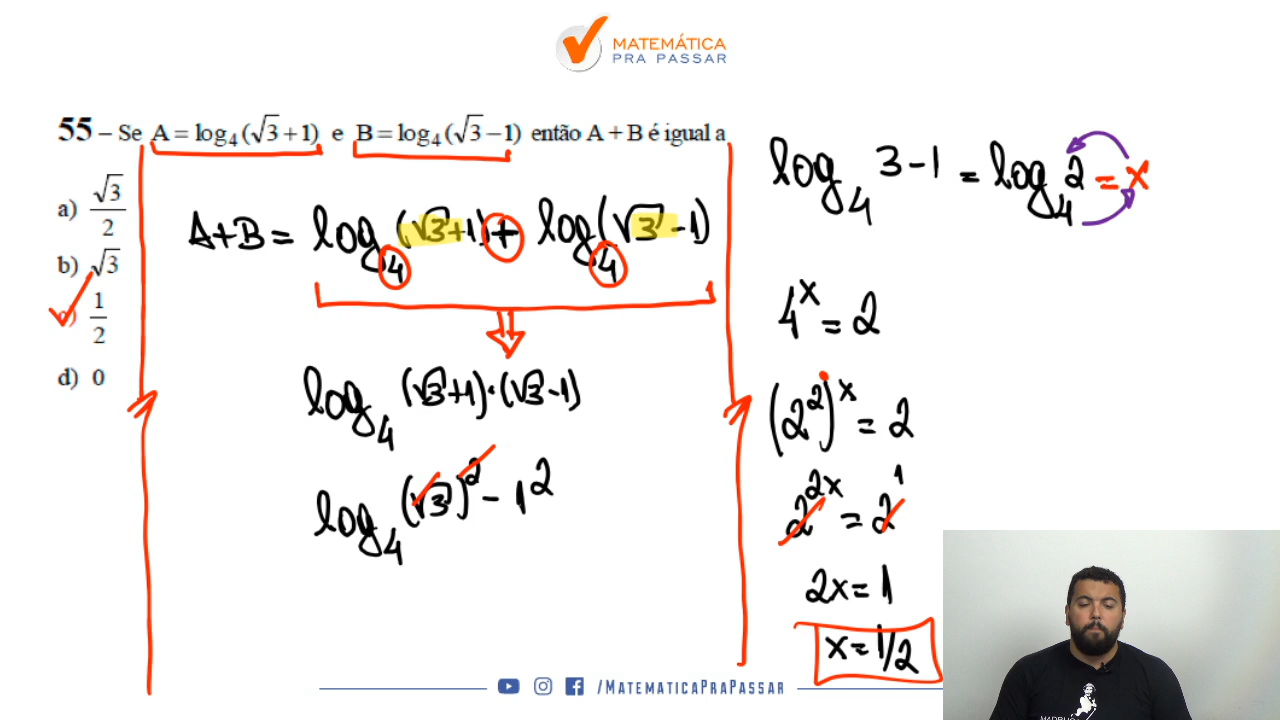 MATEMÁTICA
PRA PASSAR
55 – Se A = log₄(√3+1) e B = log₄(√3−1) então A + B é igual a
a) √3/2
b) √3
c) 1/2
d) 0
A+B = log₄(√3+1) + log₄(√3−1)
log₄(√3+1)·(√3−1)
log₄(√3)² − 1²
log₄ 3−1 = log₄ 2 = x
4ˣ = 2
(2²)ˣ = 2
2²ˣ = 2¹
2x = 1
x = 1/2
/MATEMATICAPRAPASSAR